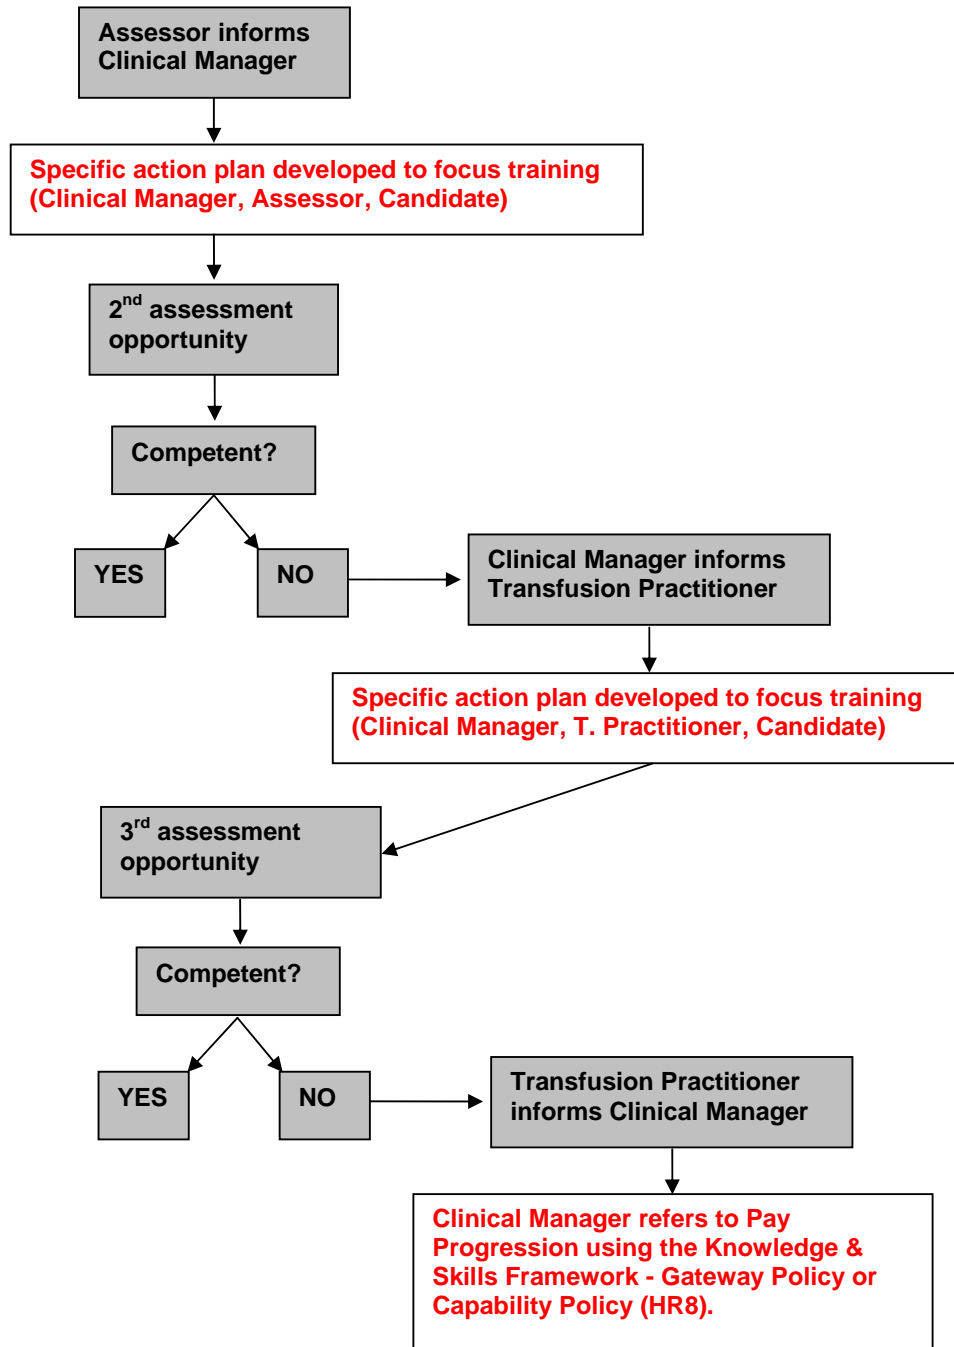 Assessor informs
Clinical Manager
Specific action plan developed to focus training
(Clinical Manager, Assessor, Candidate)
2nd assessment
opportunity
Competent?
YES
NO
Clinical Manager informs
Transfusion Practitioner
Specific action plan developed to focus training
(Clinical Manager, T. Practitioner, Candidate)
3rd assessment
opportunity
Competent?
YES
NO
Transfusion Practitioner
informs Clinical Manager
Clinical Manager refers to Pay
Progression using the Knowledge &
Skills Framework - Gateway Policy or
Capability Policy (HR8).